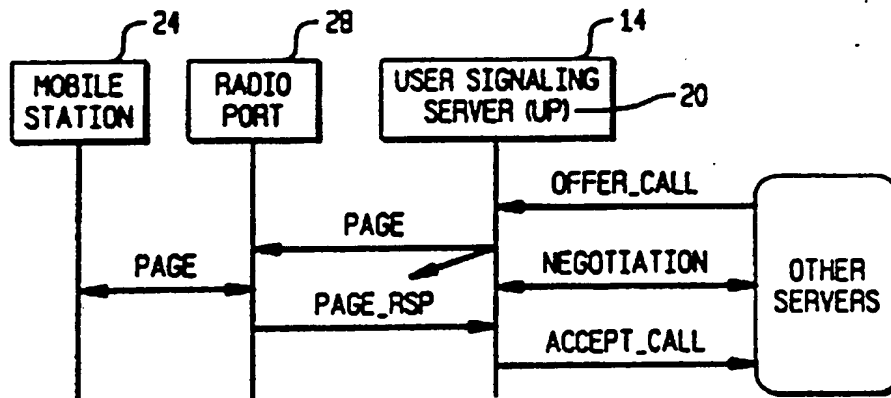 24
28
14
MOBILE
STATION
RADIO
PORT
USER SIGNALING
SERVER (UP)
20
OFFER_CALL
PAGE
PAGE
NEGOTIATION
PAGE_RSP
ACCEPT_CALL
OTHER
SERVERS